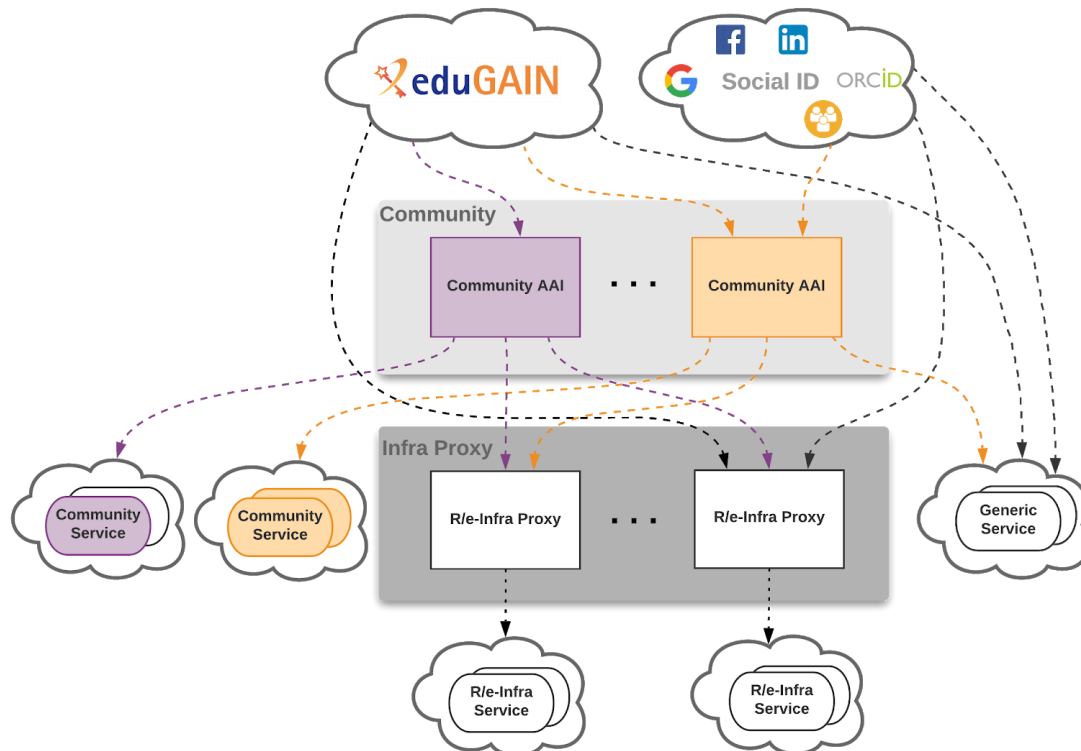 eduGAIN
f
in
G
Social ID
ORCiD
Community
Community AAI
. . .
Community AAI
Infra Proxy
R/e-Infra Proxy
. . .
R/e-Infra Proxy
Community
Service
Community
Service
Generic
Service
R/e-Infra
Service
R/e-Infra
Service